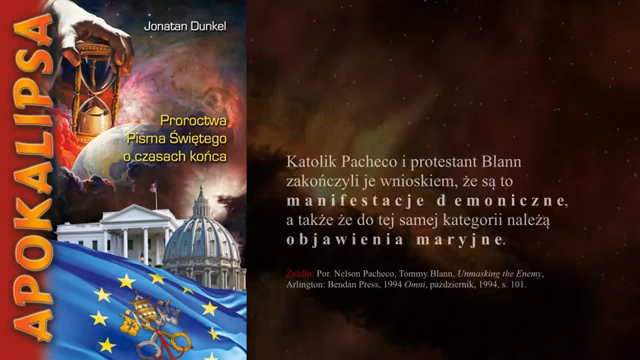 Jonatan Dunkel
APOKALIPSA
Proroctwa
Pisma Świętego
o czasach końca
Katolik Pacheco i protestant Blann
zakończyli je wnioskiem, że są to
manifestacje demoniczne,
a także że do tej samej kategorii należą
objawienia maryjne.
Źródło: Por. Nelson Pacheco, Tommy Blann, Unmasking the Enemy,
Arlington: Bendan Press, 1994 Omni, październik, 1994, s. 101.